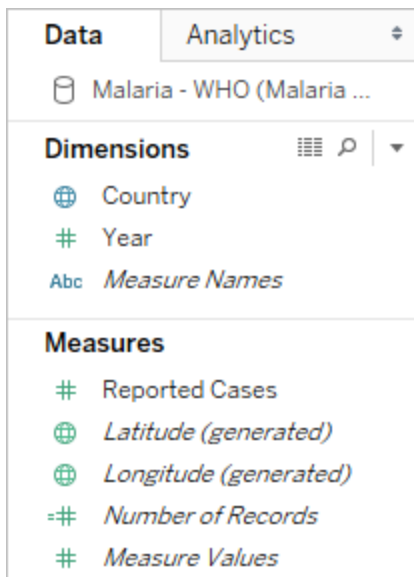 Data Analytics
Malaria - WHO (Malaria ...
Dimensions
Country
Year
Abc Measure Names
Measures
Reported Cases
Latitude (generated)
Longitude (generated)
Number of Records
Measure Values